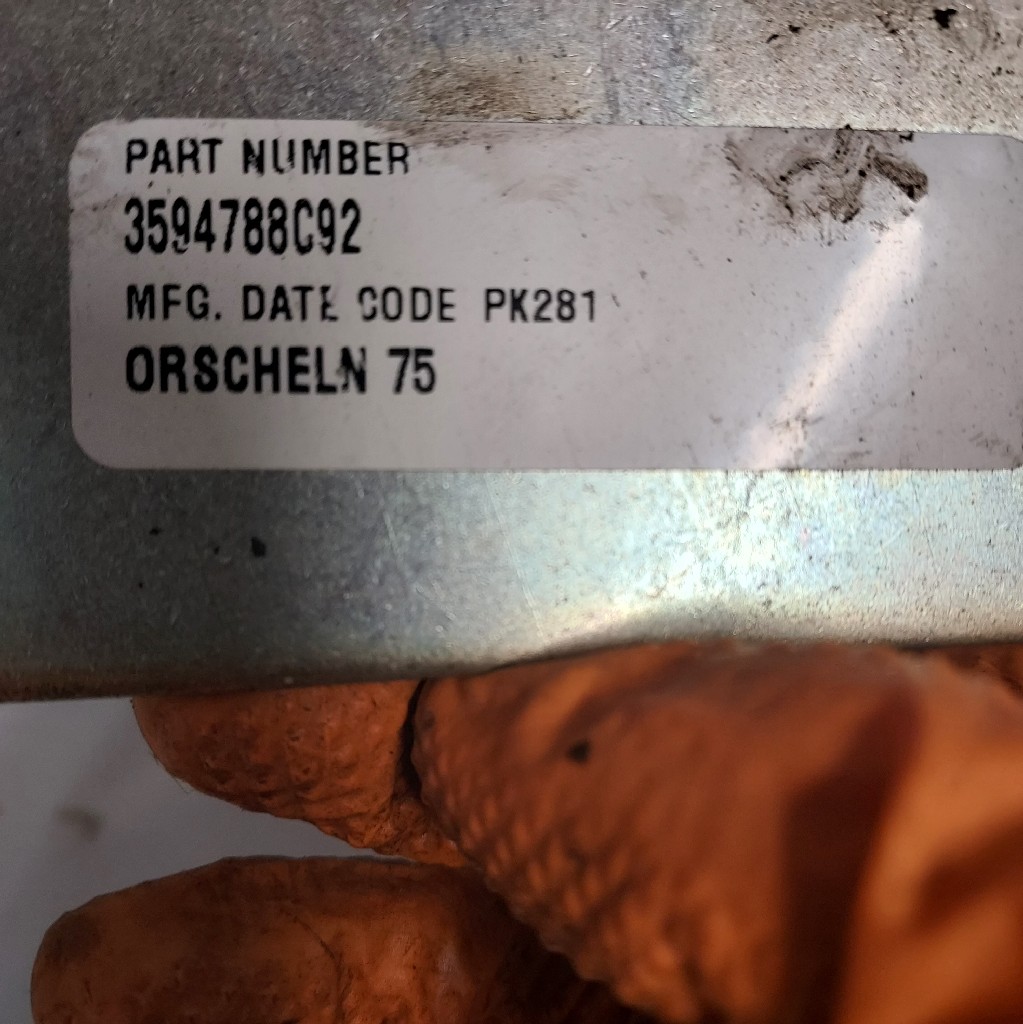 PART NUMBER
3594788C92
MFG. DATE CODE PK281
ORSCHELN 75